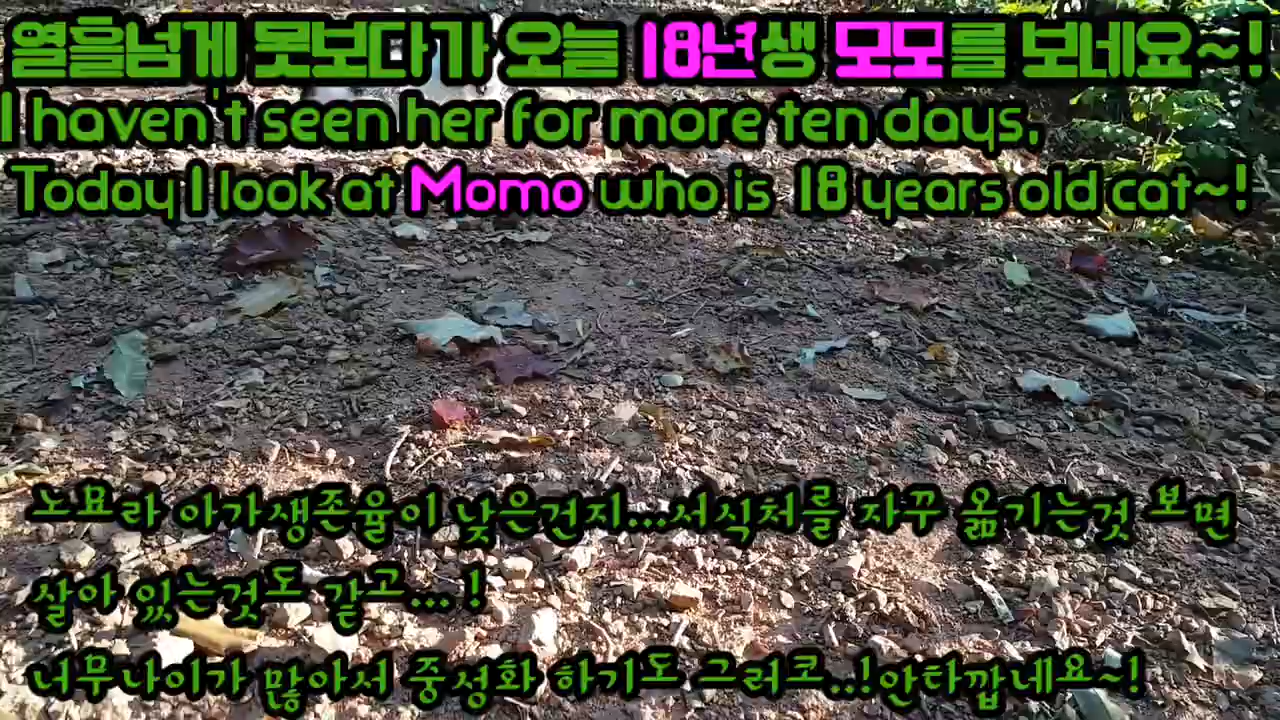 열흘넘게 못보다가 오늘 18년생 모모를 보네요~!
I haven't seen her for more ten days,
Today I look at Momo who is 18 years old cat~!
노묘라 아가생존율이 낮은건지...서식처를 자꾸 옮기는것 보면
살아 있는것도 같고...!
너무나이가 많아서 중성화 하기도 그러코..!안타깝네요~!